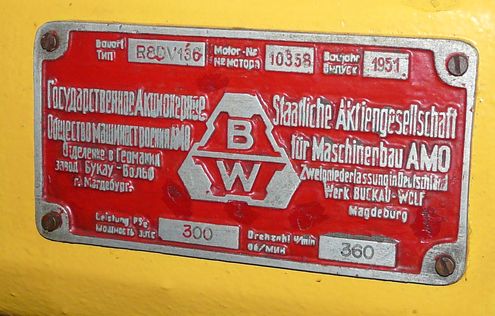 Bauart R8DV136 Motor-Nr. 10358 Baujahr 1951
ТИП № МОТОРА ВЫПУСК
Государственное Акционерное
Общество машиностроения АМО
Отделение в Германии
завод Букау-Вольф
г. Магдебург
B
W
Staatliche Aktiengesellschaft
für Maschinenbau AMO
Zweigniederlassung in Deutschland
Werk BUCKAU-WOLF
Magdeburg
Leistung PSe 300 Drehzahl U/min 360
Мощность э.л.с об/мин